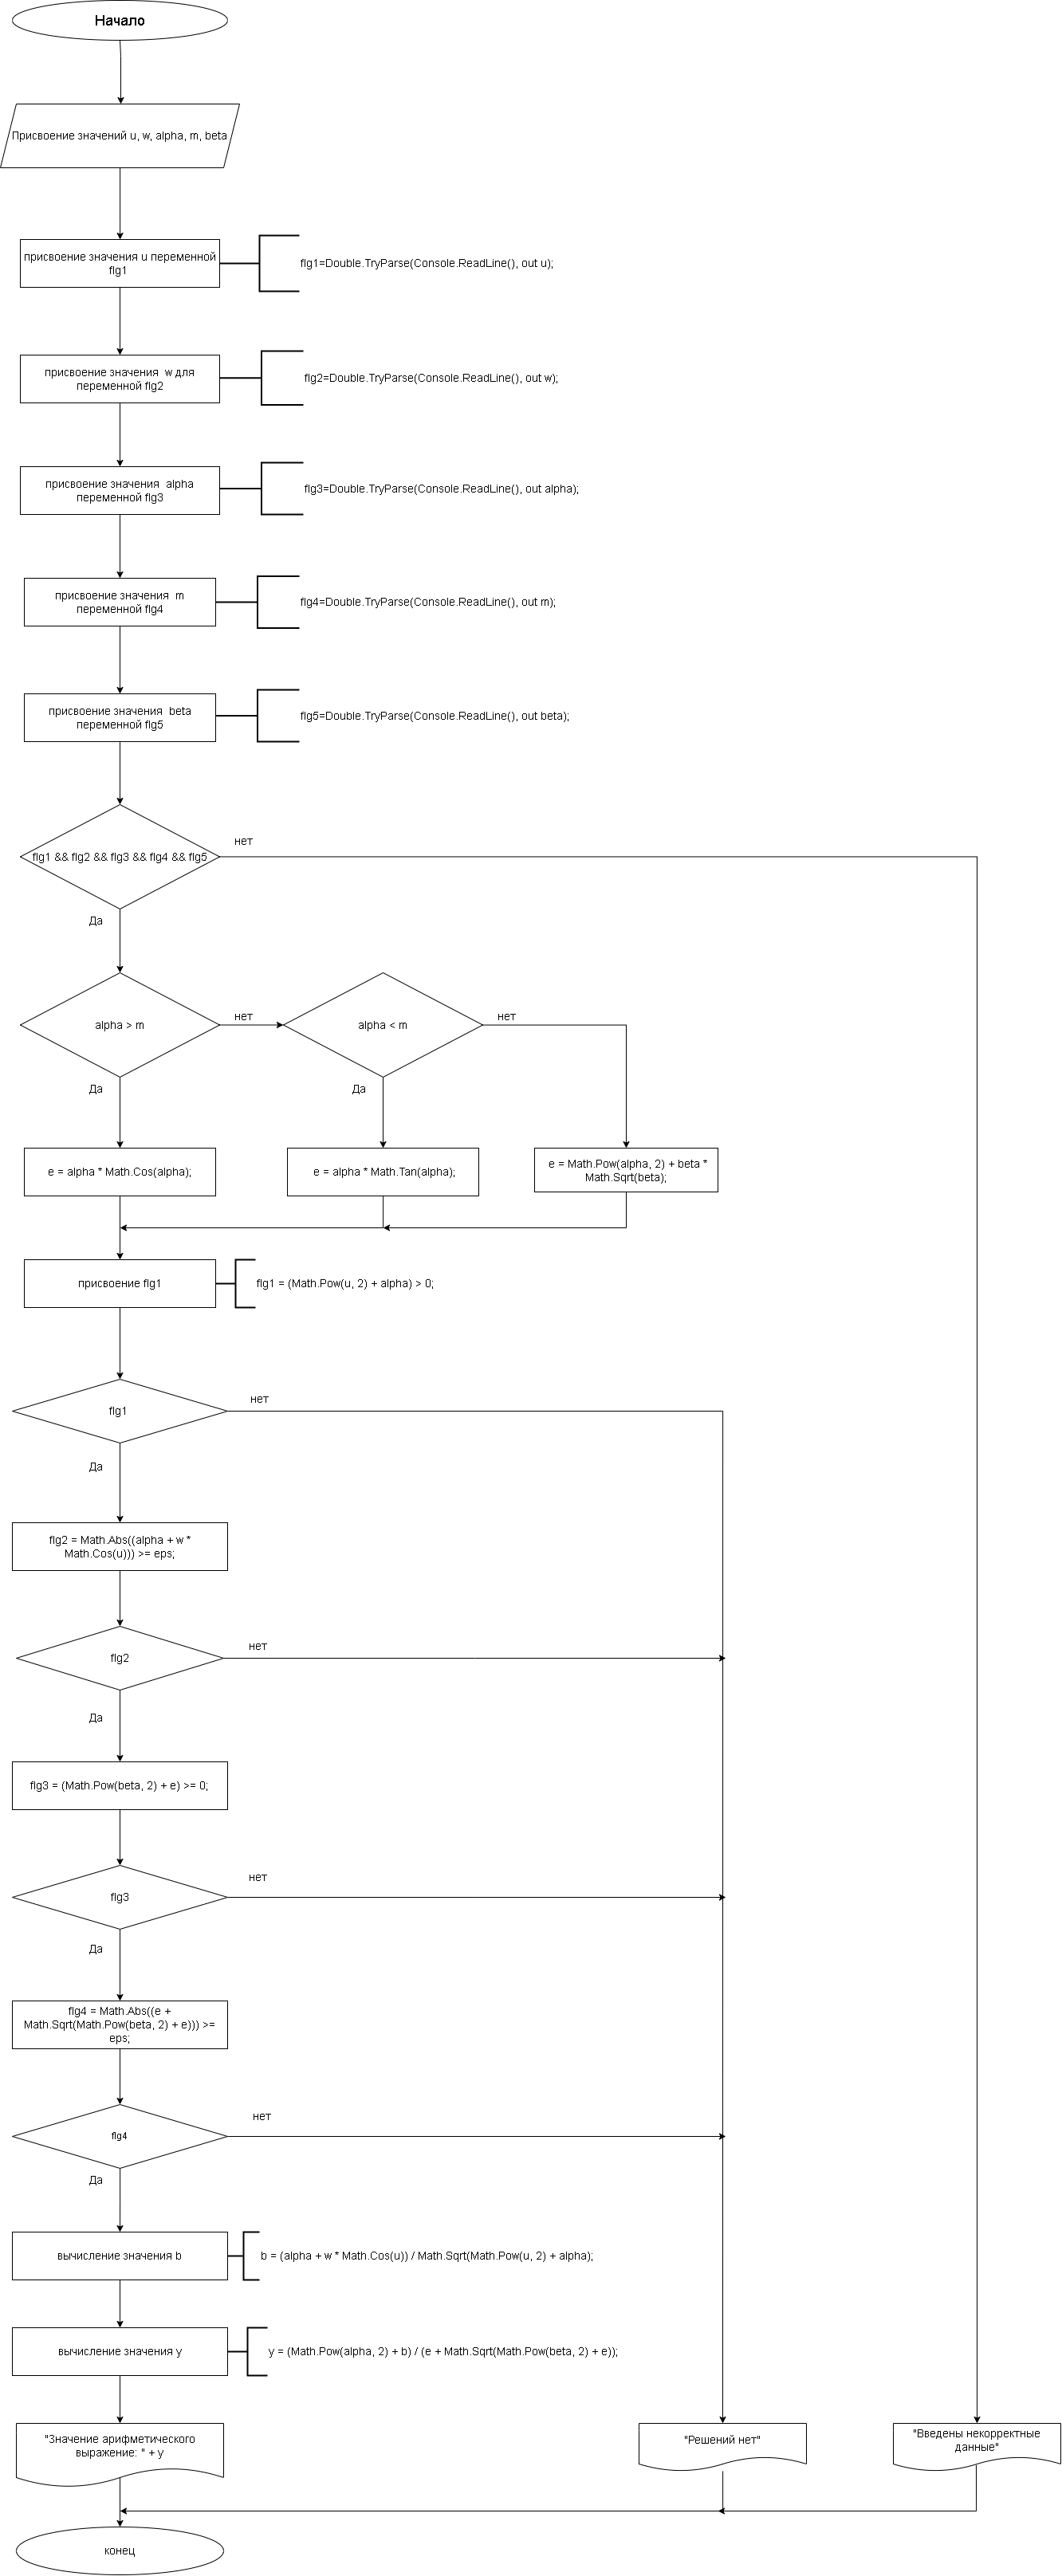 Начало
Присвоение значений u, w, alpha, m, beta
присвоение значения u переменной
flg1
flg1=Double.TryParse(Console.ReadLine(), out u);
присвоение значения  w для
переменной flg2
flg2=Double.TryParse(Console.ReadLine(), out w);
присвоение значения  alpha
переменной flg3
flg3=Double.TryParse(Console.ReadLine(), out alpha);
присвоение значения  m
переменной flg4
flg4=Double.TryParse(Console.ReadLine(), out m);
присвоение значения  beta
переменной flg5
flg5=Double.TryParse(Console.ReadLine(), out beta);
нет
flg1 && flg2 && flg3 && flg4 && flg5
Да
alpha > m
нет
alpha < m
нет
Да
Да
e = alpha * Math.Cos(alpha);
e = alpha * Math.Tan(alpha);
e = Math.Pow(alpha, 2) + beta *
Math.Sqrt(beta);
присвоение flg1
flg1 = (Math.Pow(u, 2) + alpha) > 0;
нет
flg1
Да
flg2 = Math.Abs((alpha + w *
Math.Cos(u))) >= eps;
нет
flg2
Да
flg3 = (Math.Pow(beta, 2) + e) >= 0;
нет
flg3
Да
flg4 = Math.Abs((e +
Math.Sqrt(Math.Pow(beta, 2) + e))) >=
eps;
нет
flg4
Да
вычисление значения b
b = (alpha + w * Math.Cos(u)) / Math.Sqrt(Math.Pow(u, 2) + alpha);
вычисление значения y
y = (Math.Pow(alpha, 2) + b) / (e + Math.Sqrt(Math.Pow(beta, 2) + e));
"Значение арифметического
выражение: " + y
"Решений нет"
"Введены некорректные
данные"
конец